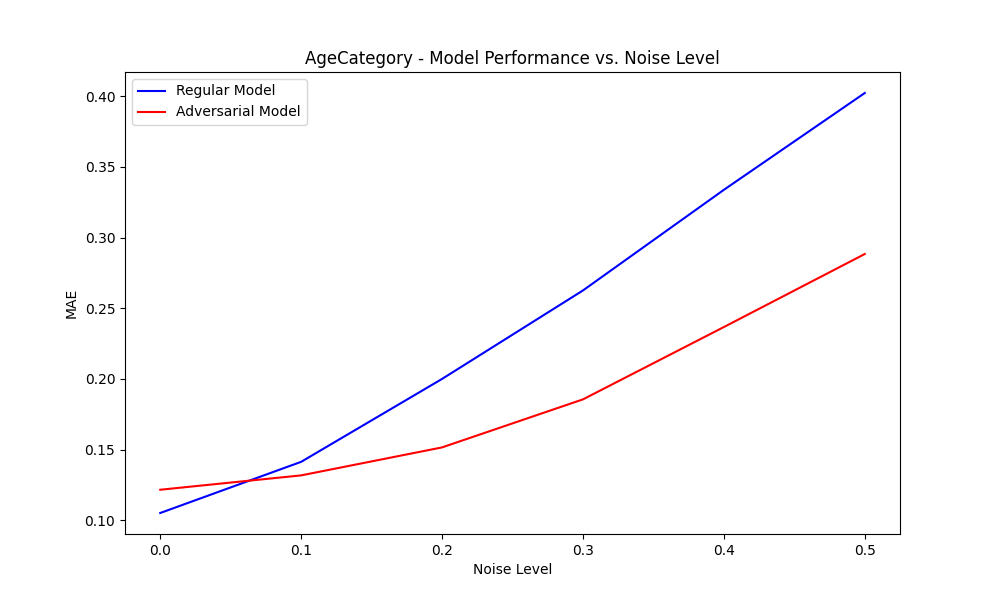 AgeCategory - Model Performance vs. Noise Level
Regular Model
Adversarial Model
0.40
0.35
0.30
0.25
0.20
0.15
0.10
MAE
0.0 0.1 0.2 0.3 0.4 0.5
Noise Level